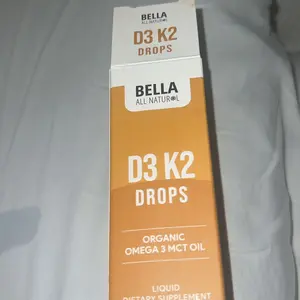 BELLA
ALL NATURAL
D3 K2
DROPS
BELLA
ALL NATURAL
D3 K2
DROPS
ORGANIC
OMEGA 3 MCT OIL
LIQUID
DIETARY SUPPLEMENT